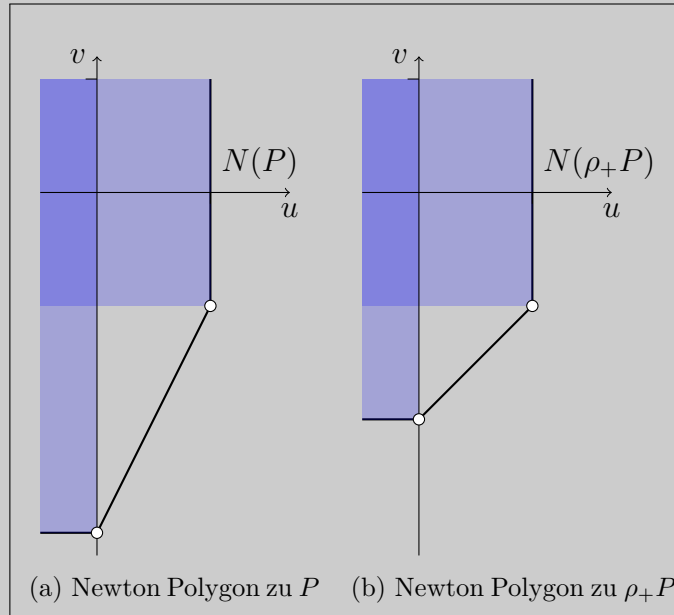 v v
N(P) N(ρ₊P)
u u
(a) Newton Polygon zu P (b) Newton Polygon zu ρ₊P